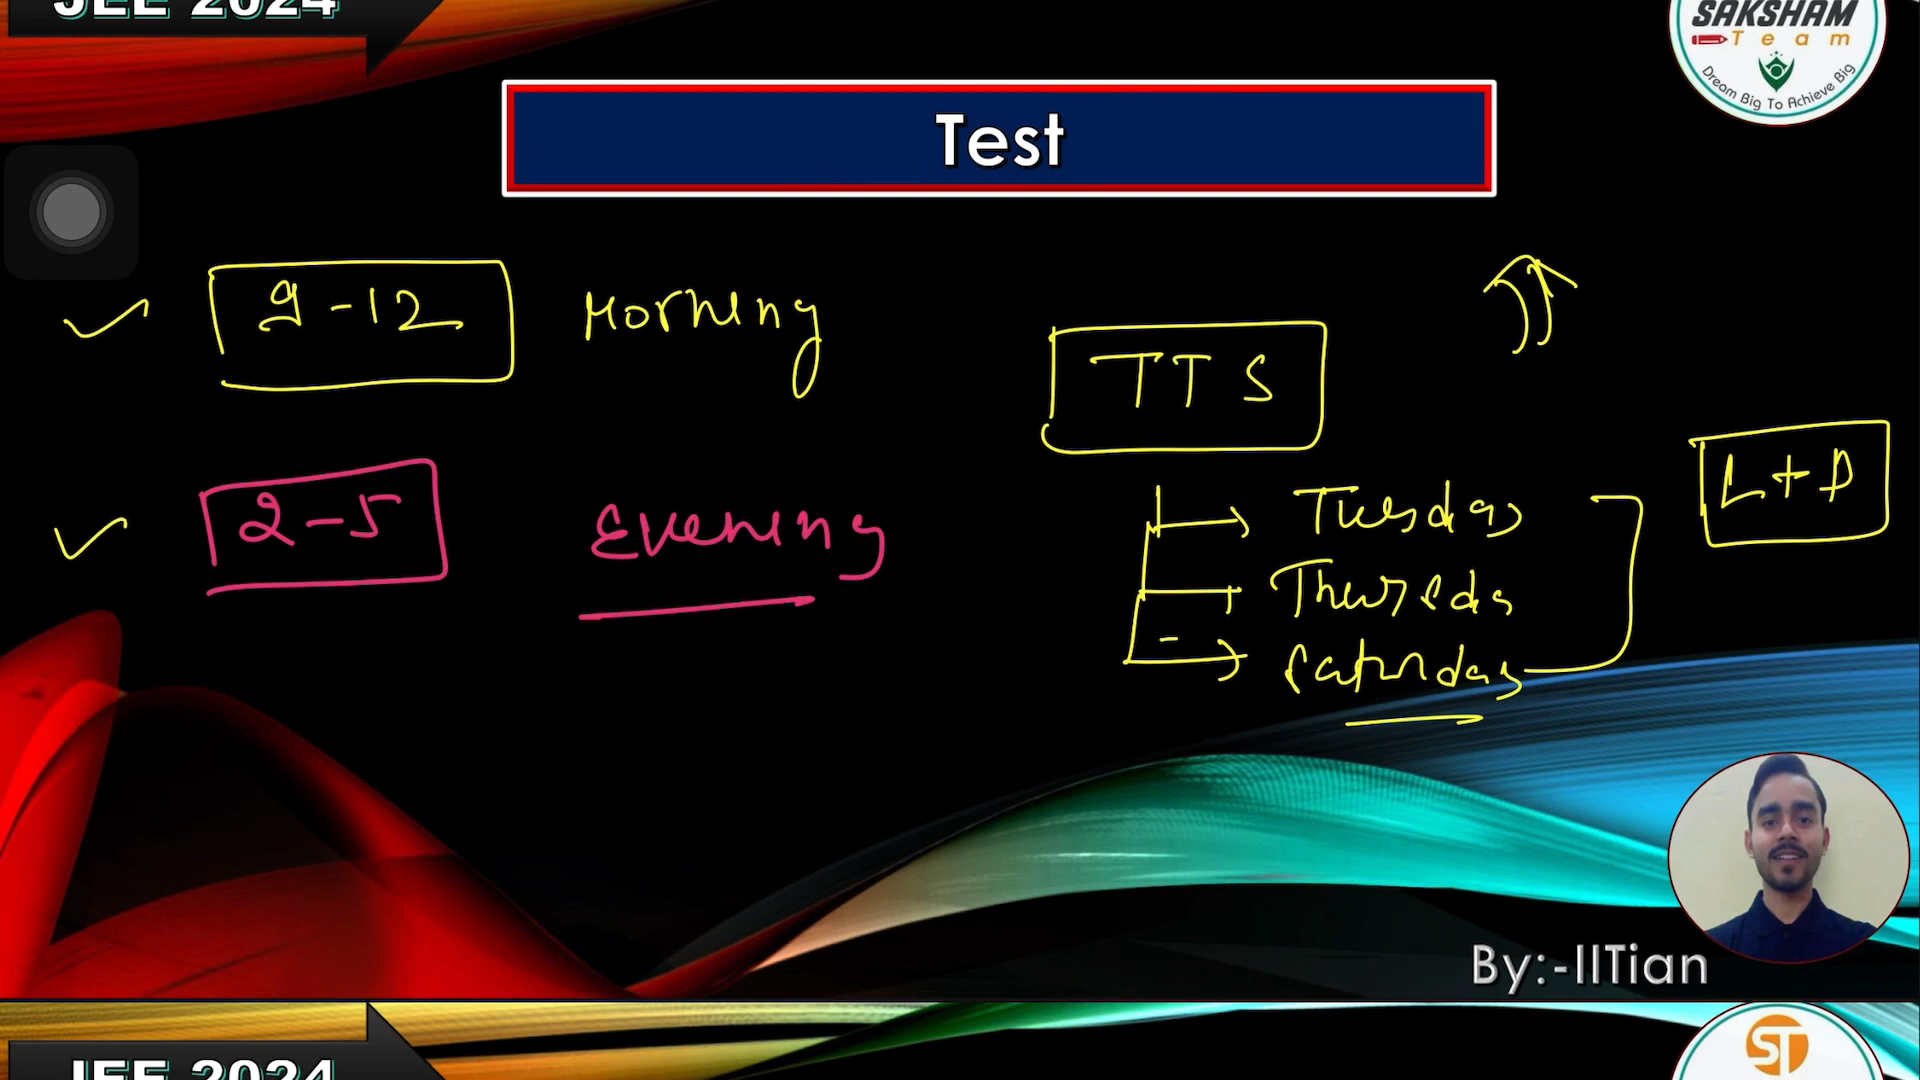 JEE 2024
SAKSHAM
Team
Dream Big To Achieve Big
Test
9-12 Morning
TTS
L+D
2-5 Evening
Tuesday
Thursda
Saturday
By:-IITian
ST
JEE 2024